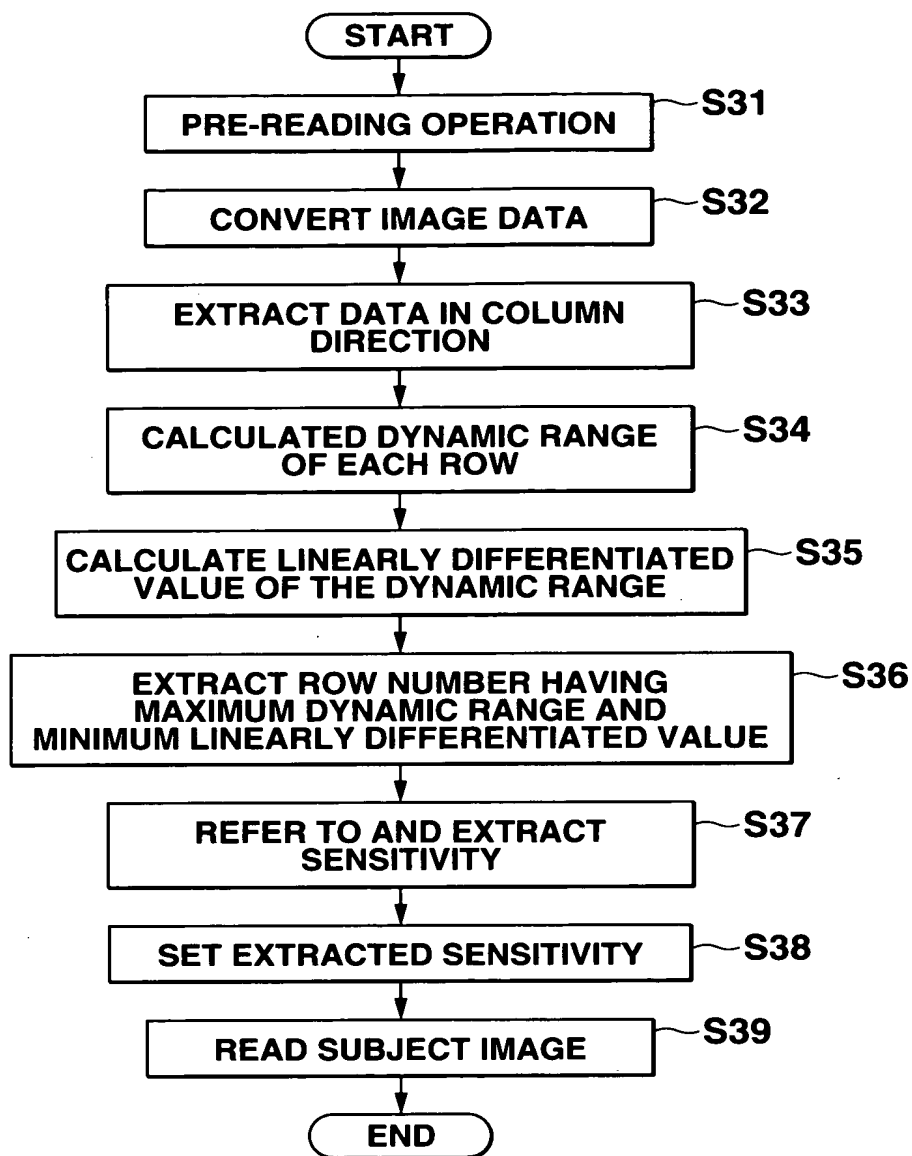 START
PRE-READING OPERATION
S31
CONVERT IMAGE DATA
S32
EXTRACT DATA IN COLUMN
DIRECTION
S33
CALCULATED DYNAMIC RANGE
OF EACH ROW
S34
CALCULATE LINEARLY DIFFERENTIATED
VALUE OF THE DYNAMIC RANGE
S35
EXTRACT ROW NUMBER HAVING
MAXIMUM DYNAMIC RANGE AND
MINIMUM LINEARLY DIFFERENTIATED VALUE
S36
REFER TO AND EXTRACT
SENSITIVITY
S37
SET EXTRACTED SENSITIVITY
S38
READ SUBJECT IMAGE
S39
END